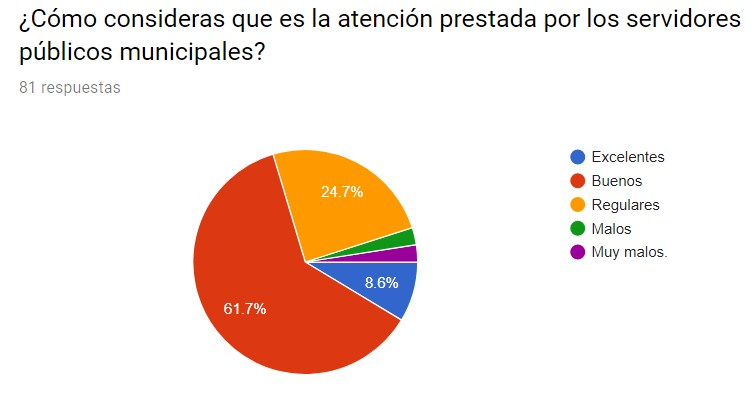 ¿Cómo consideras que es la atención prestada por los servidores
públicos municipales?
81 respuestas
24.7%
8.6%
61.7%
Excelentes
Buenos
Regulares
Malos
Muy malos.